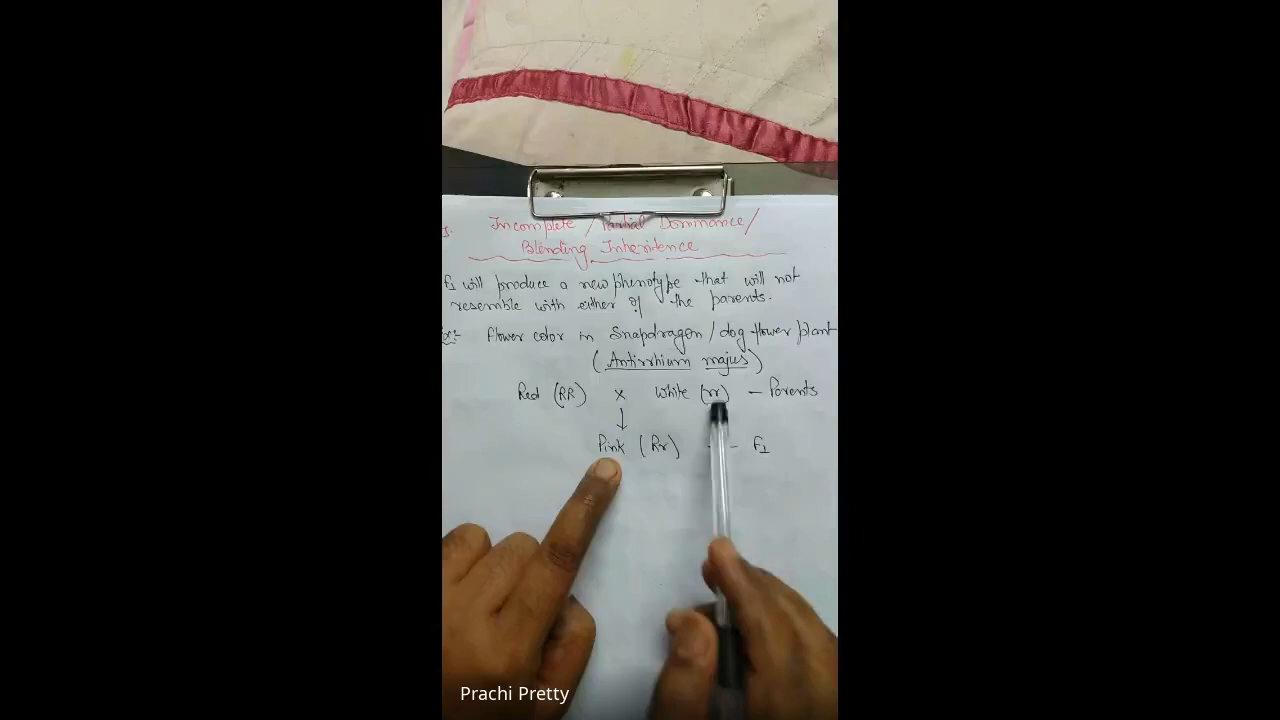 Incomplete / Partial Dominance /
Blending Inheritence
F1 will produce a new phenotype that will not
resemble with either of the parents.
Ex:- Flower color in Snapdragon / dog flower plant
( Antirrhium majus )
Red (RR) x White (rr) — Parents
↓
Pink (Rr) — F1
Prachi Pretty